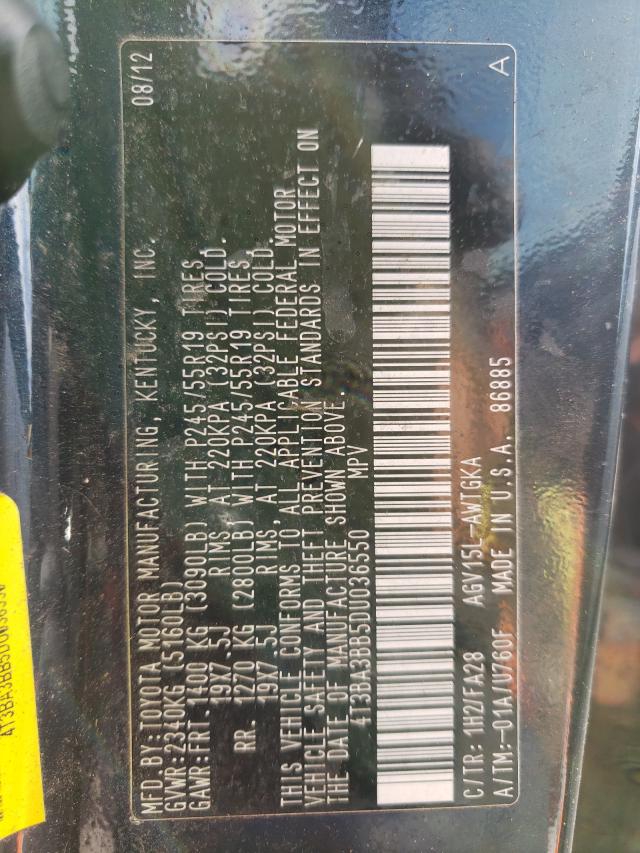 MFD.BY:TOYOTA MOTOR MANUFACTURING, KENTUCKY, INC. 08/12
GVWR:2340KG (5160LB)
GAWR:FRT. 1400 KG (3090LB) WITH P245/55R19 TIRES,
19X7.5J RIMS, AT 220KPA (32PSI) COLD.
RR. 1270 KG (2800LB) WITH P245/55R19 TIRES,
19X7.5J RIMS, AT 220KPA (32PSI) COLD.
THIS VEHICLE CONFORMS TO ALL APPLICABLE FEDERAL MOTOR
VEHICLE SAFETY AND THEFT PREVENTION STANDARDS IN EFFECT ON
THE DATE OF MANUFACTURE SHOWN ABOVE.
4T3BA3BB5DU036550 MPV
C/TR: 1H2/FA28 AGV15L-AWTGKA
A/TM:-01A/U760F MADE IN U.S.A. 86885 A
4T3BA3BB5DU036550